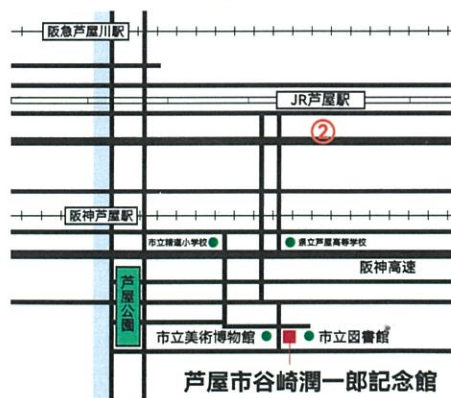 阪急芦屋川駅
JR芦屋駅
②
阪神芦屋駅
市立精道小学校
県立芦屋高等学校
阪神高速
芦屋公園
市立美術博物館
市立図書館
芦屋市谷崎潤一郎記念館